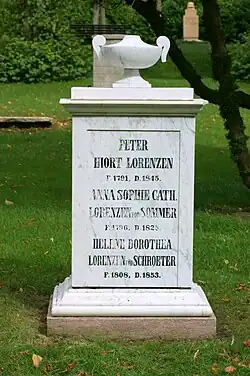 PETER
HIORT LORENZEN
F. 1791, D. 1845.
ANNA SOPHIE CATH.
LORENZEN FØD SOMMER
F. 1796, D. 1825.
HELENE DOROTHEA
LORENZEN FØD SCHROETER
F. 1808, D. 1853.